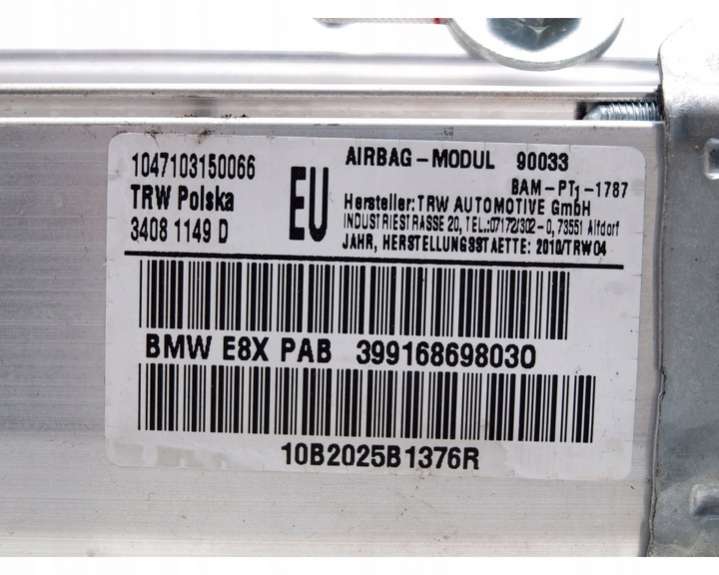 1047103150066
TRW Polska
3408 1149 D
EU
AIRBAG-MODUL 90033
BAM-PT1-1787
Hersteller: TRW AUTOMOTIVE GmbH
INDUSTRIESTRASSE 20, TEL.:07172/302-0, 73551 Alfdorf
JAHR, HERSTELLUNGSSTAETTE: 2010/TRW04
BMW E8X PAB 399168698030
10B2025B1376R